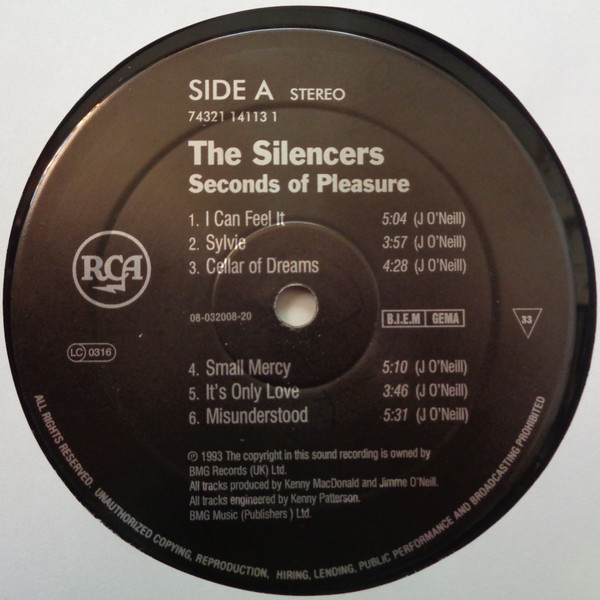 SIDE A STEREO
74321 14113 1
The Silencers
Seconds of Pleasure
1. I Can Feel It 5:04 (J O'Neill)
2. Sylvie 3:57 (J O'Neill)
3. Cellar of Dreams 4:28 (J O'Neill)
RCA
08-032008-20 B.I.E.M GEMA 33
LC 0316
4. Small Mercy 5:10 (J O'Neill)
5. It's Only Love 3:46 (J O'Neill)
6. Misunderstood 5:31 (J O'Neill)
℗ 1993 The copyright in this sound recording is owned by
BMG Records (UK) Ltd.
All tracks produced by Kenny MacDonald and Jimme O'Neill.
All tracks engineered by Kenny Patterson.
BMG Music (Publishers ) Ltd.
ALL RIGHTS RESERVED. UNAUTHORIZED COPYING, REPRODUCTION, HIRING, LENDING, PUBLIC PERFORMANCE AND BROADCASTING PROHIBITED